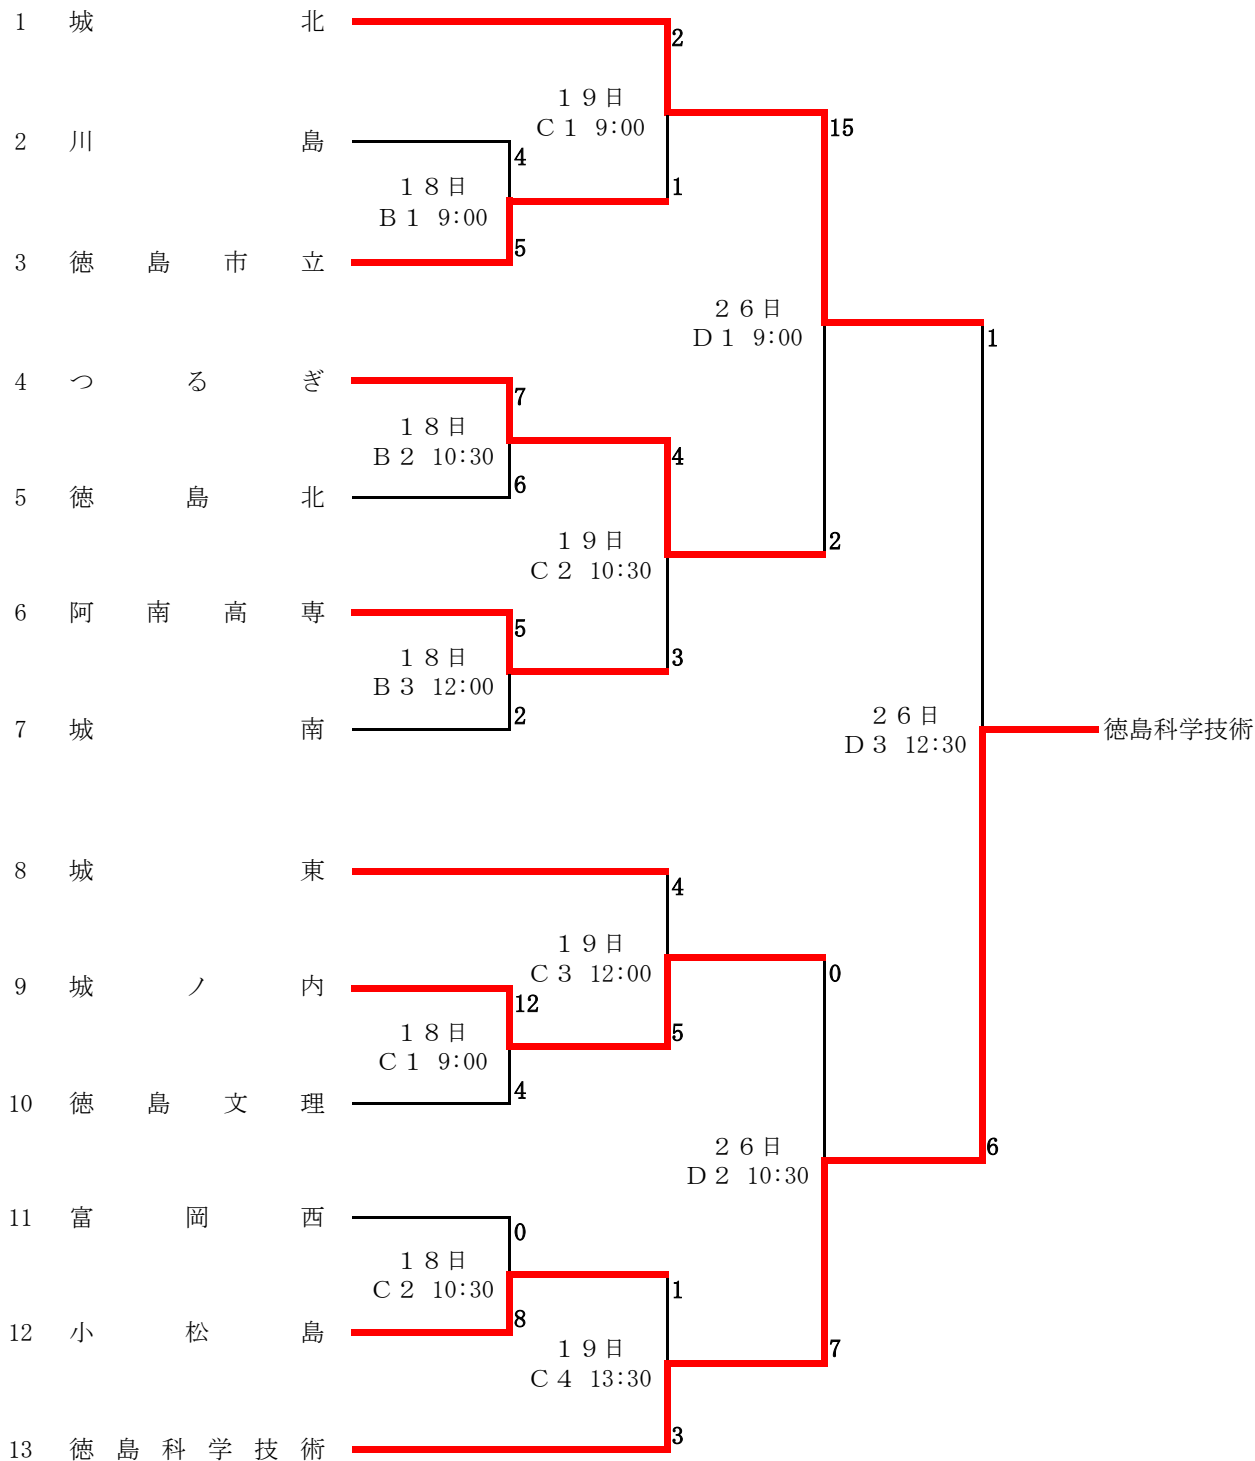 1 城北
2
19日
C1 9:00
15
2 川島
4
18日
B1 9:00
1
3 徳島市立
5
26日
D1 9:00
1
4 つるぎ
7
18日
B2 10:30
4
5 徳島北
6
19日
C2 10:30
2
6 阿南高専
5
18日
B3 12:00
3
7 城南
2
26日
D3 12:30
徳島科学技術
8 城東
4
19日
C3 12:00
0
9 城ノ内
12
18日
C1 9:00
5
10 徳島文理
4
26日
D2 10:30
6
11 富岡西
0
18日
C2 10:30
1
12 小松島
8
19日
C4 13:30
7
13 徳島科学技術
3